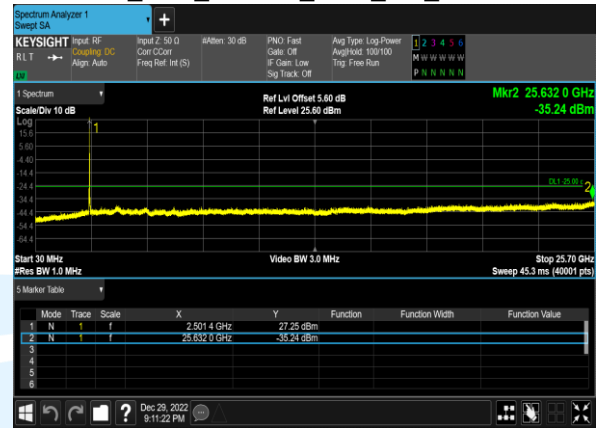 Spectrum Analyzer 1
Swept SA
+
KEYSIGHT Input: RF Input Z: 50 Ω #Atten: 30 dB PNO: Fast Avg Type: Log-Power 1 2 3 4 5 6
RLT Coupling: DC Corr CCorr Gate: Off Avg|Hold: 100/100 M W W W W W
Align: Auto Freq Ref: Int (S) IF Gain: Low Trig: Free Run P N N N N N
Sig Track: Off
1 Spectrum Ref Lvl Offset 5.60 dB Mkr2 25.632 0 GHz
Scale/Div 10 dB Ref Level 25.60 dBm -35.24 dBm
Log
15.6
5.60
-4.40
-14.4
-24.4
-34.4
-44.4
-54.4
-64.4
1
2
Start 30 MHz Video BW 3.0 MHz Stop 25.70 GHz
#Res BW 1.0 MHz Sweep 45.3 ms (40001 pts)
5 Marker Table
Mode Trace Scale X Y Function Function Width Function Value
1 N 1 f 2.501 4 GHz 27.25 dBm
2 N 1 f 25.632 0 GHz -35.24 dBm
3
4
5
6
? Dec 29, 2022
9:11:22 PM